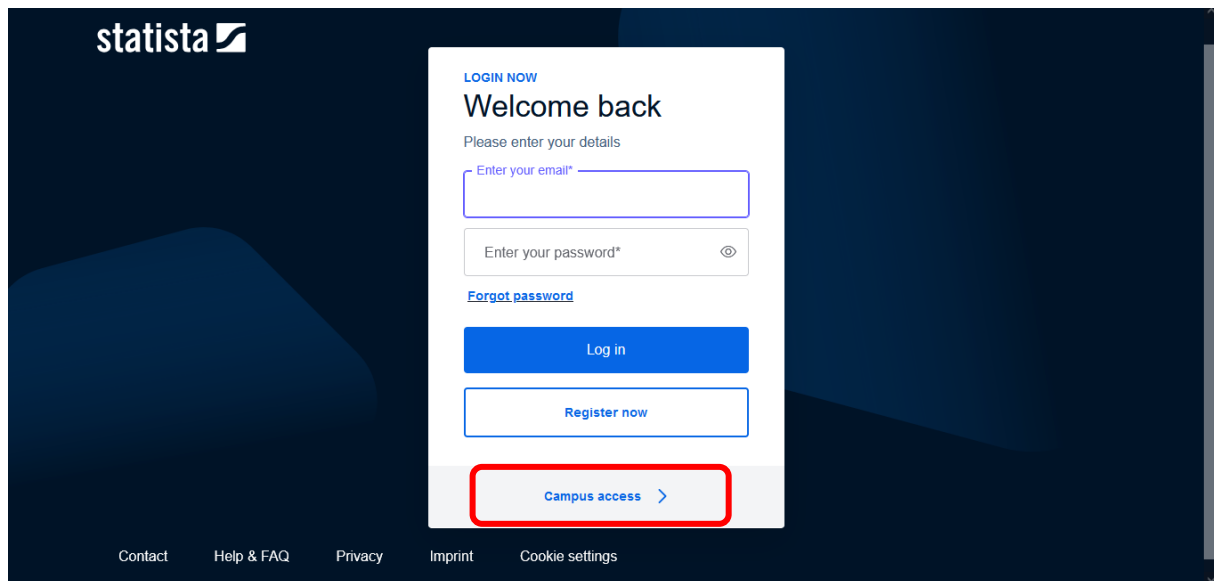 statista
LOGIN NOW
Welcome back
Please enter your details
Enter your email*
Enter your password*
Forgot password
Log in
Register now
Campus access
Contact Help & FAQ Privacy Imprint Cookie settings